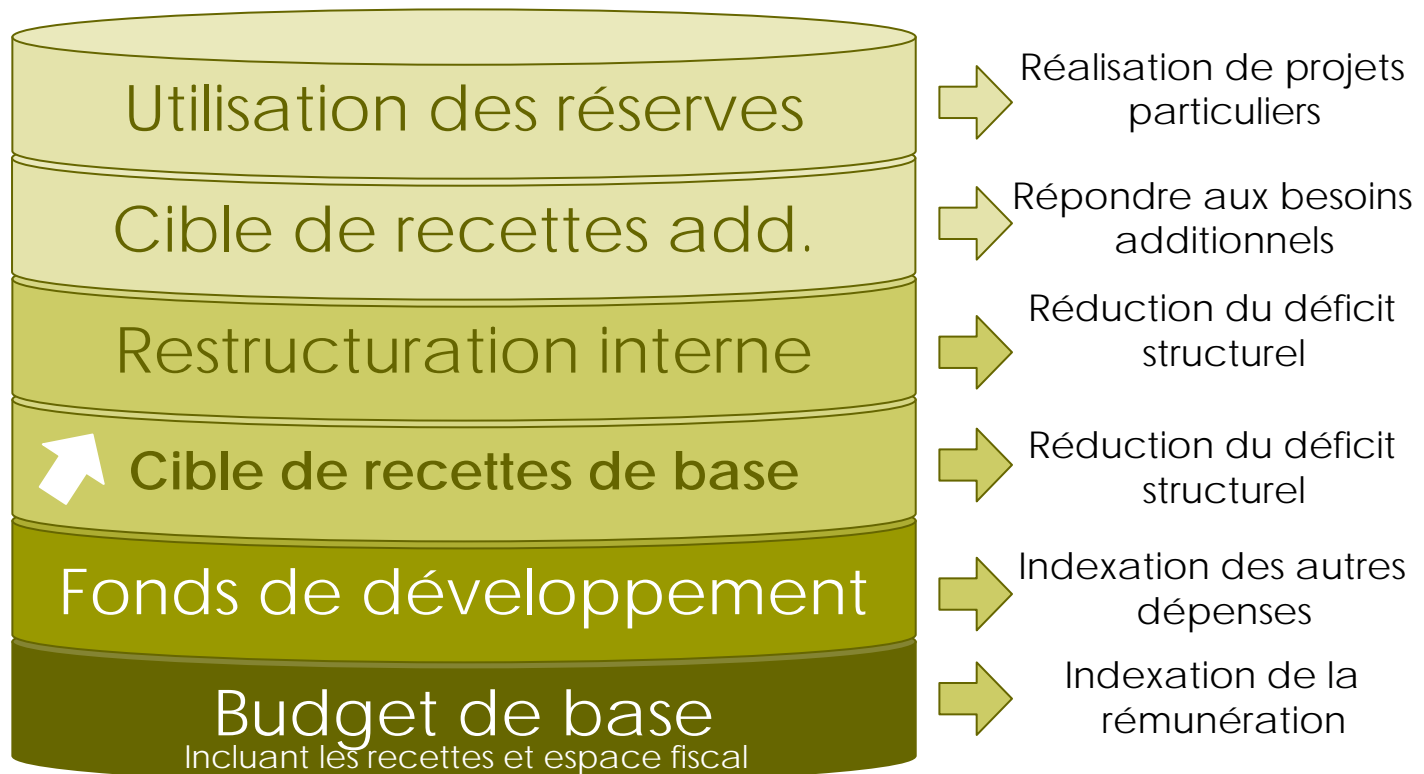 Utilisation des réserves
Réalisation de projets
particuliers
Cible de recettes add.
Répondre aux besoins
additionnels
Restructuration interne
Réduction du déficit
structurel
Cible de recettes de base
Réduction du déficit
structurel
Fonds de développement
Indexation des autres
dépenses
Budget de base
Incluant les recettes et espace fiscal
Indexation de la
rémunération